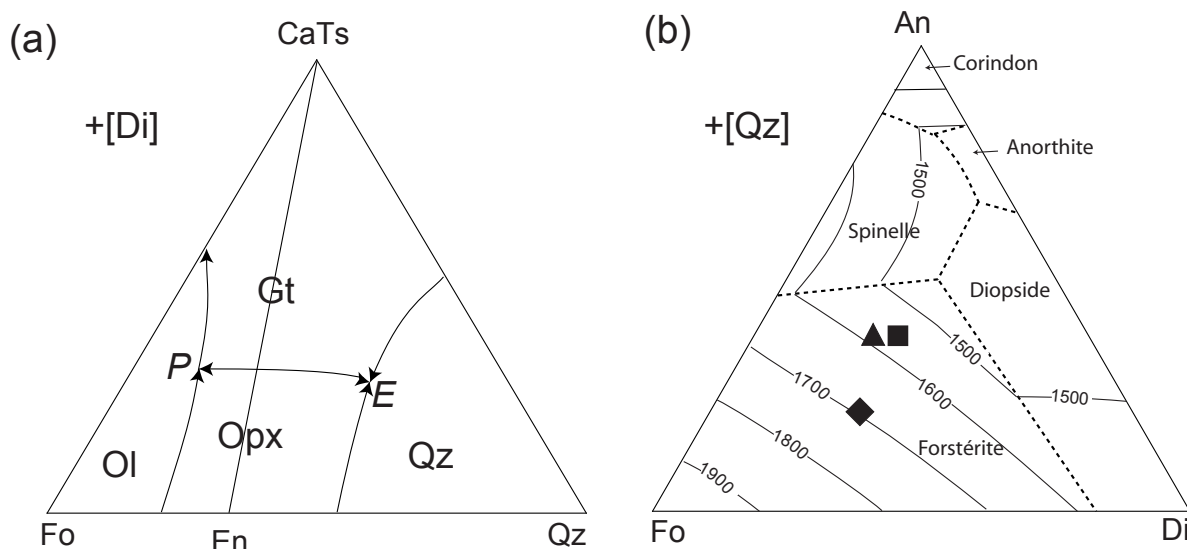 (a)
CaTs
+[Di]
Gt
P
E
Opx
Ol
Qz
Fo
En
Qz
(b)
An
Corindon
+[Qz]
Anorthite
1500
Spinelle
Diopside
1500
1500
1700
1600
Forstérite
1800
1900
Fo
Di